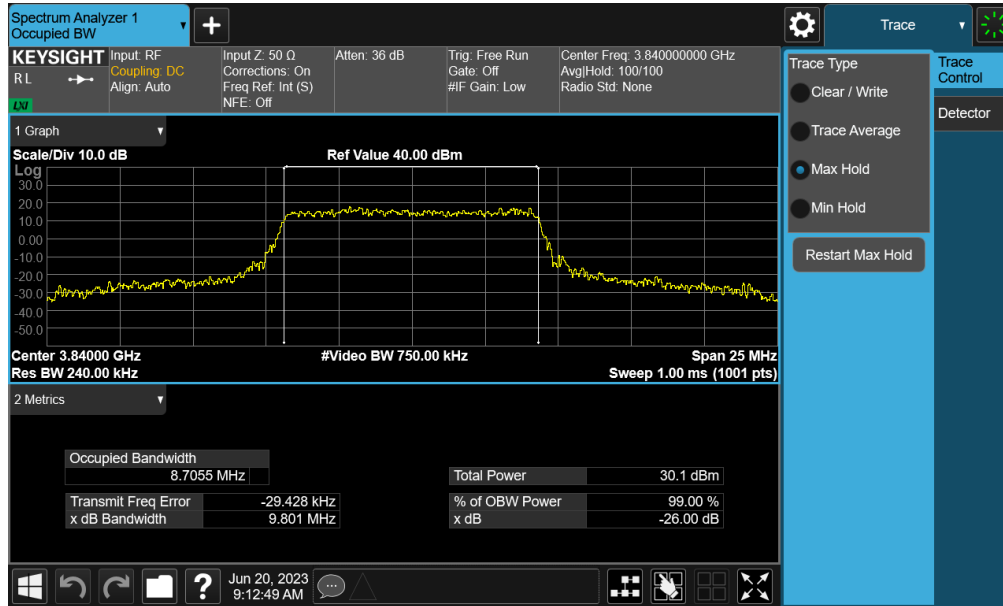 Spectrum Analyzer 1
Occupied BW
+
Trace
KEYSIGHT
R L
LXI
Input: RF
Coupling: DC
Align: Auto
Input Z: 50 Ω
Corrections: On
Freq Ref: Int (S)
NFE: Off
Atten: 36 dB
Trig: Free Run
Gate: Off
#IF Gain: Low
Center Freq: 3.840000000 GHz
Avg|Hold: 100/100
Radio Std: None
Trace Type
Clear / Write
Trace Average
Max Hold
Min Hold
Restart Max Hold
Trace
Control
Detector
1 Graph
Scale/Div 10.0 dB
Ref Value 40.00 dBm
Log
30.0
20.0
10.0
0.00
-10.0
-20.0
-30.0
-40.0
-50.0
Center 3.84000 GHz
#Video BW 750.00 kHz
Span 25 MHz
Res BW 240.00 kHz
Sweep 1.00 ms (1001 pts)
2 Metrics
Occupied Bandwidth
8.7055 MHz
Total Power 30.1 dBm
Transmit Freq Error -29.428 kHz
% of OBW Power 99.00 %
x dB Bandwidth 9.801 MHz
x dB -26.00 dB
?
Jun 20, 2023
9:12:49 AM